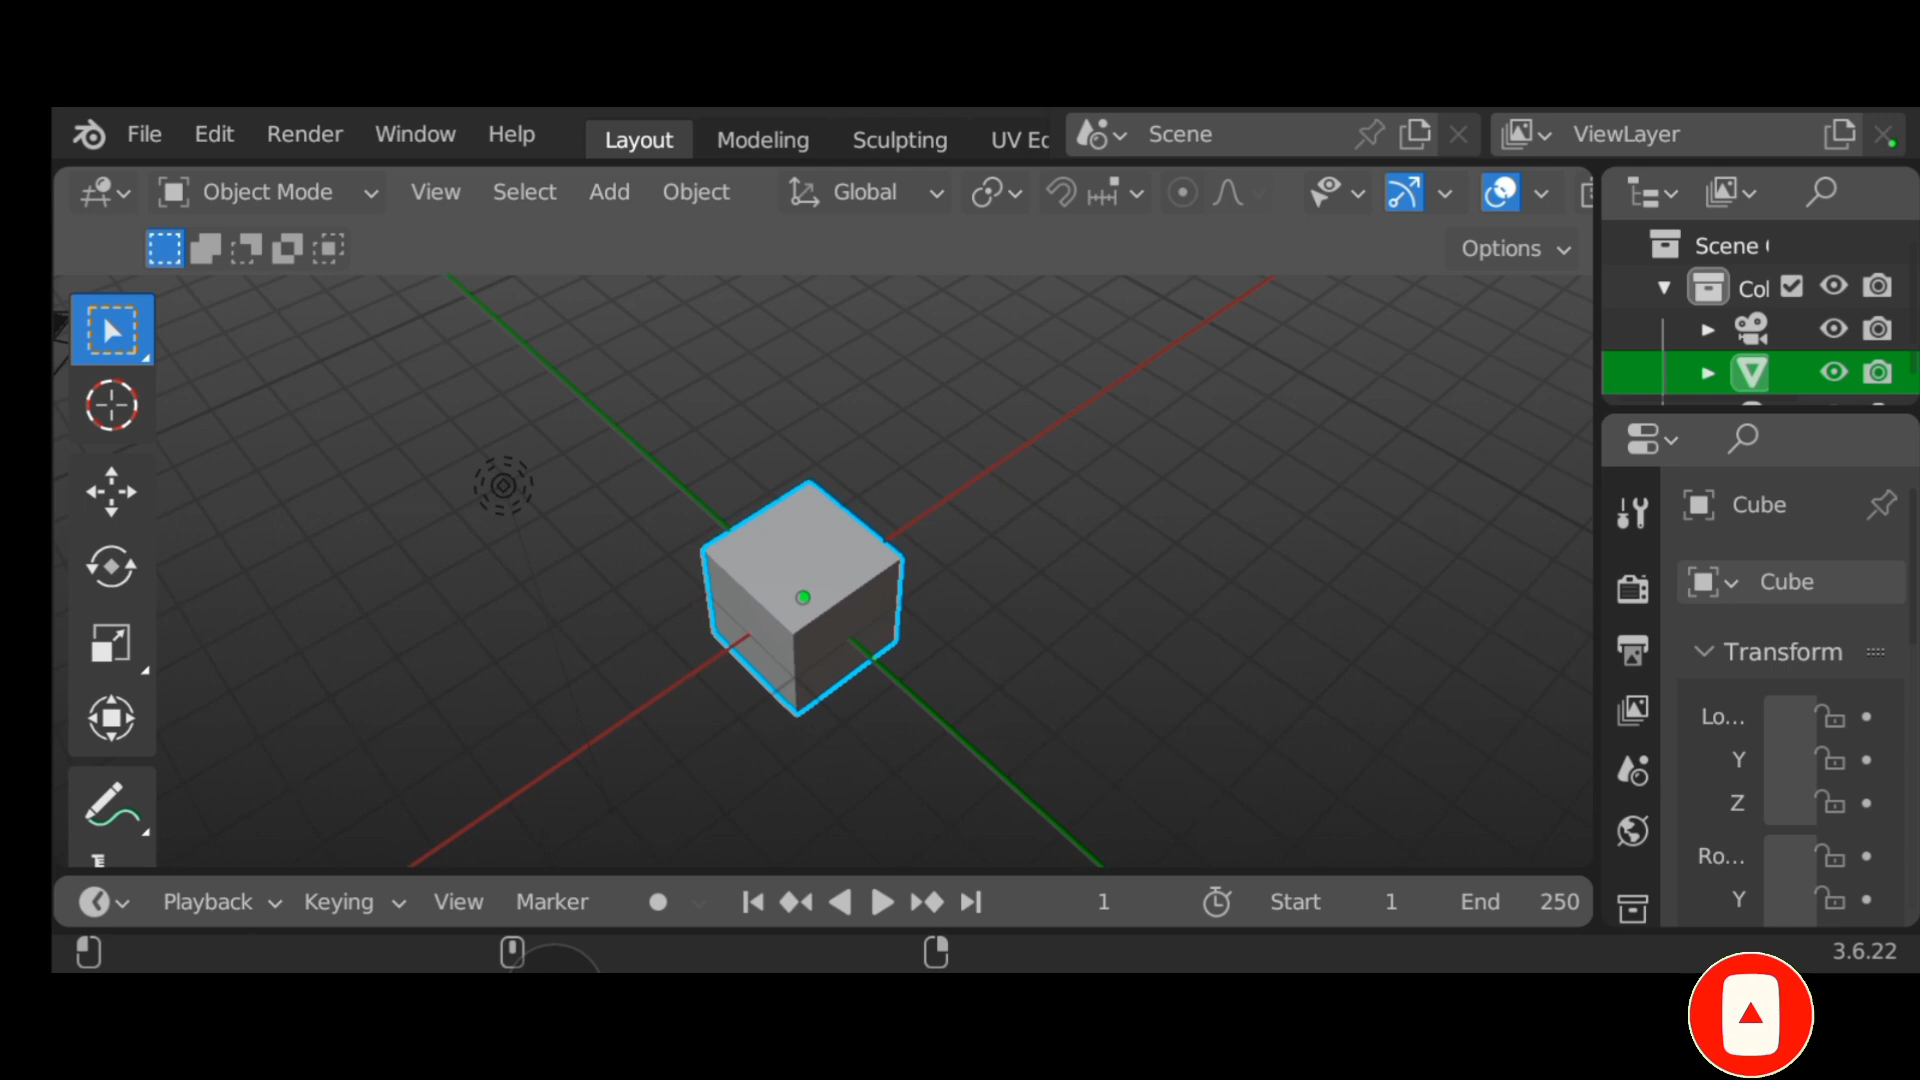 File Edit Render Window Help Layout Modeling Sculpting UV Scene ViewLayer
Object Mode View Select Add Object Global
Options
Scene
Col
Cube
Cube
Transform
Lo...
Y
Z
Ro...
Y
Playback Keying View Marker 1 Start 1 End 250
3.6.22